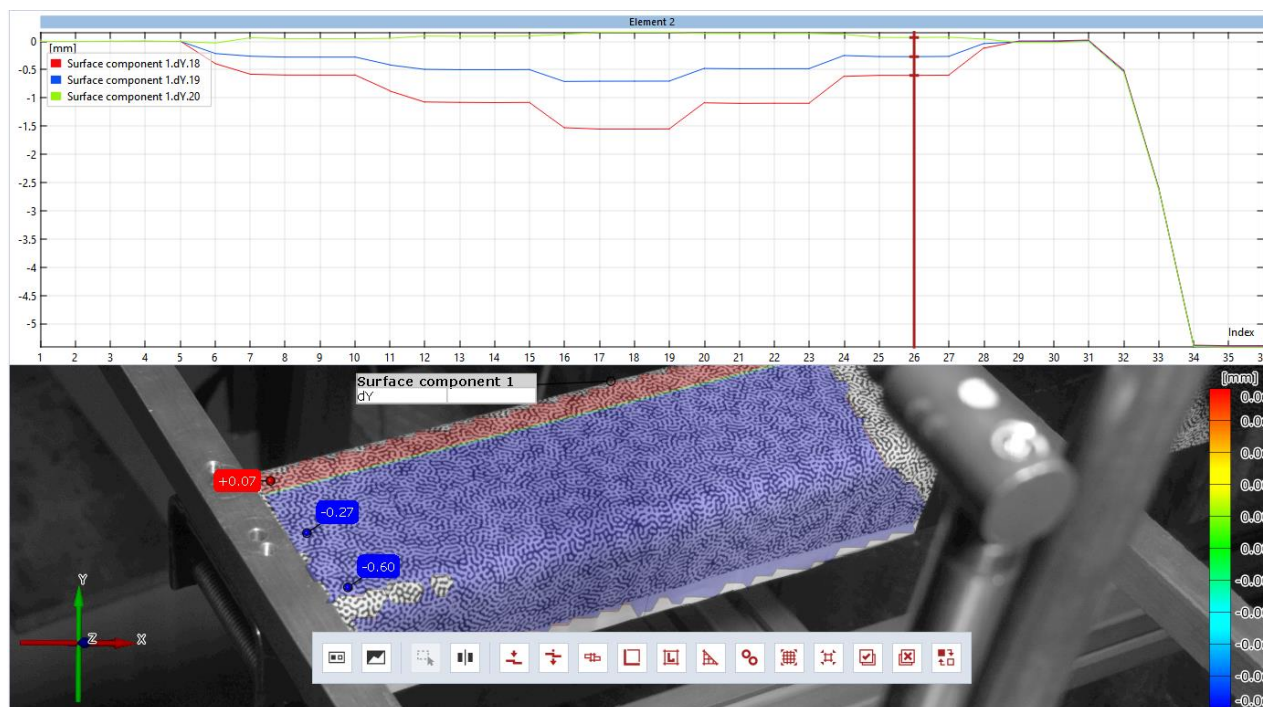 Element 2
0
[mm]
Surface component 1.dY.18
Surface component 1.dY.19
Surface component 1.dY.20
-0.5
-1
-1.5
-2
-2.5
-3
-3.5
-4
-4.5
-5
Index
1 2 3 4 5 6 7 8 9 10 11 12 13 14 15 16 17 18 19 20 21 22 23 24 25 26 27 28 29 30 31 32 33 34 35
Surface component 1
dY
[mm]
+0.07
-0.27
-0.60
Y
Z
X